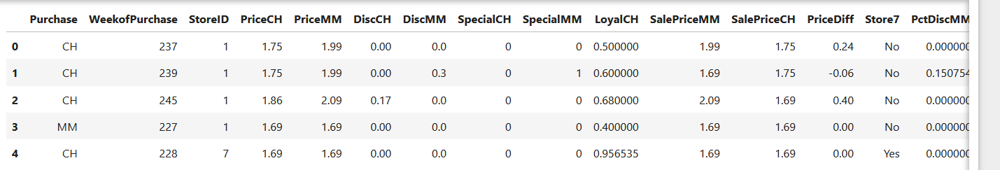 Purchase WeekofPurchase StoreID PriceCH PriceMM DiscCH DiscMM SpecialCH SpecialMM LoyalCH SalePriceMM SalePriceCH PriceDiff Store7 PctDiscMM
0 CH 237 1 1.75 1.99 0.00 0.0 0 0 0.500000 1.99 1.75 0.24 No 0.000000
1 CH 239 1 1.75 1.99 0.00 0.3 0 1 0.600000 1.69 1.75 -0.06 No 0.150754
2 CH 245 1 1.86 2.09 0.17 0.0 0 0 0.680000 2.09 1.69 0.40 No 0.000000
3 MM 227 1 1.69 1.69 0.00 0.0 0 0 0.400000 1.69 1.69 0.00 No 0.000000
4 CH 228 7 1.69 1.69 0.00 0.0 0 0 0.956535 1.69 1.69 0.00 Yes 0.000000